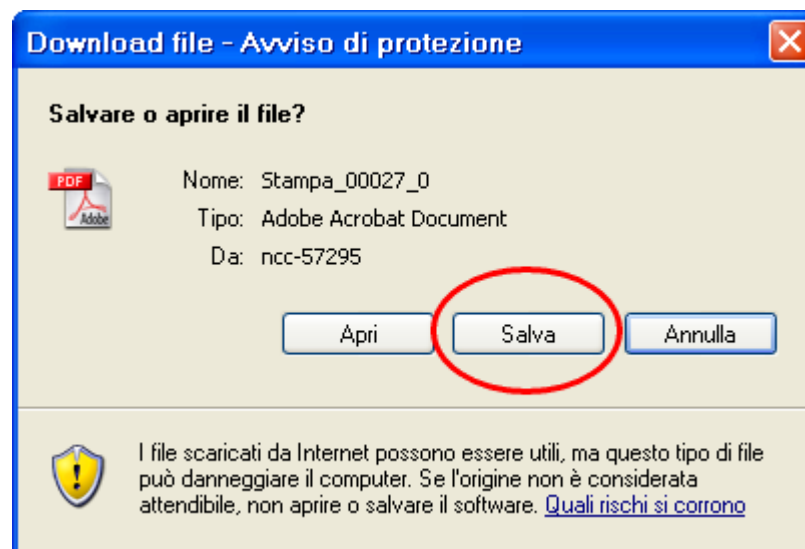 Download file - Avviso di protezione
Salvare o aprire il file?
PDF
Adobe
Nome: Stampa_00027_0
Tipo: Adobe Acrobat Document
Da: ncc-57295
Apri Salva Annulla
I file scaricati da Internet possono essere utili, ma questo tipo di file
può danneggiare il computer. Se l'origine non è considerata
attendibile, non aprire o salvare il software. Quali rischi si corrono